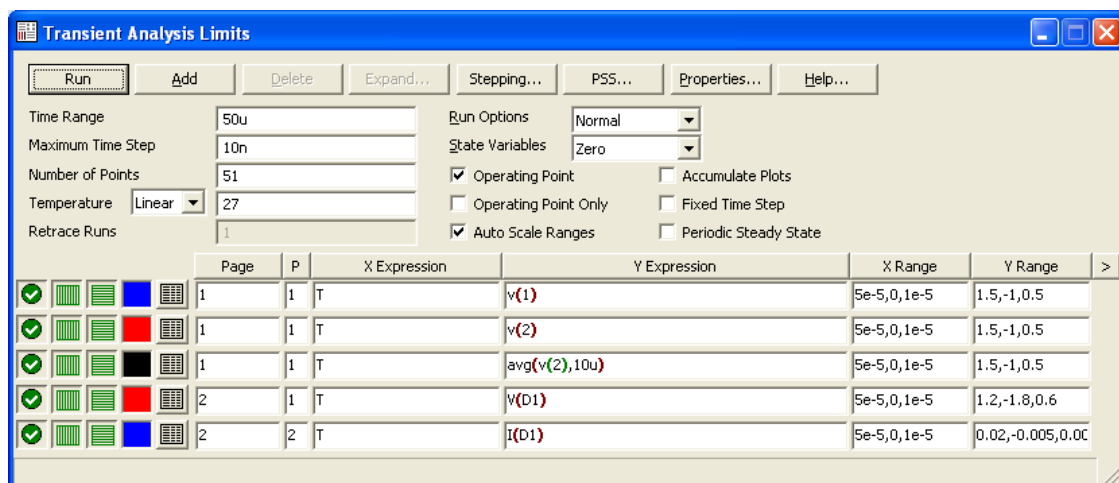 Transient Analysis Limits
Run Add Delete Expand... Stepping... PSS... Properties... Help...
Time Range 50u Run Options Normal
Maximum Time Step 10n State Variables Zero
Number of Points 51 Operating Point Accumulate Plots
Temperature Linear 27 Operating Point Only Fixed Time Step
Retrace Runs 1 Auto Scale Ranges Periodic Steady State
Page P X Expression Y Expression X Range Y Range >
1 1 T v(1) 5e-5,0,1e-5 1.5,-1,0.5
1 1 T v(2) 5e-5,0,1e-5 1.5,-1,0.5
1 1 T avg(v(2),10u) 5e-5,0,1e-5 1.5,-1,0.5
2 1 T V(D1) 5e-5,0,1e-5 1.2,-1.8,0.6
2 2 T I(D1) 5e-5,0,1e-5 0.02,-0.005,0.00